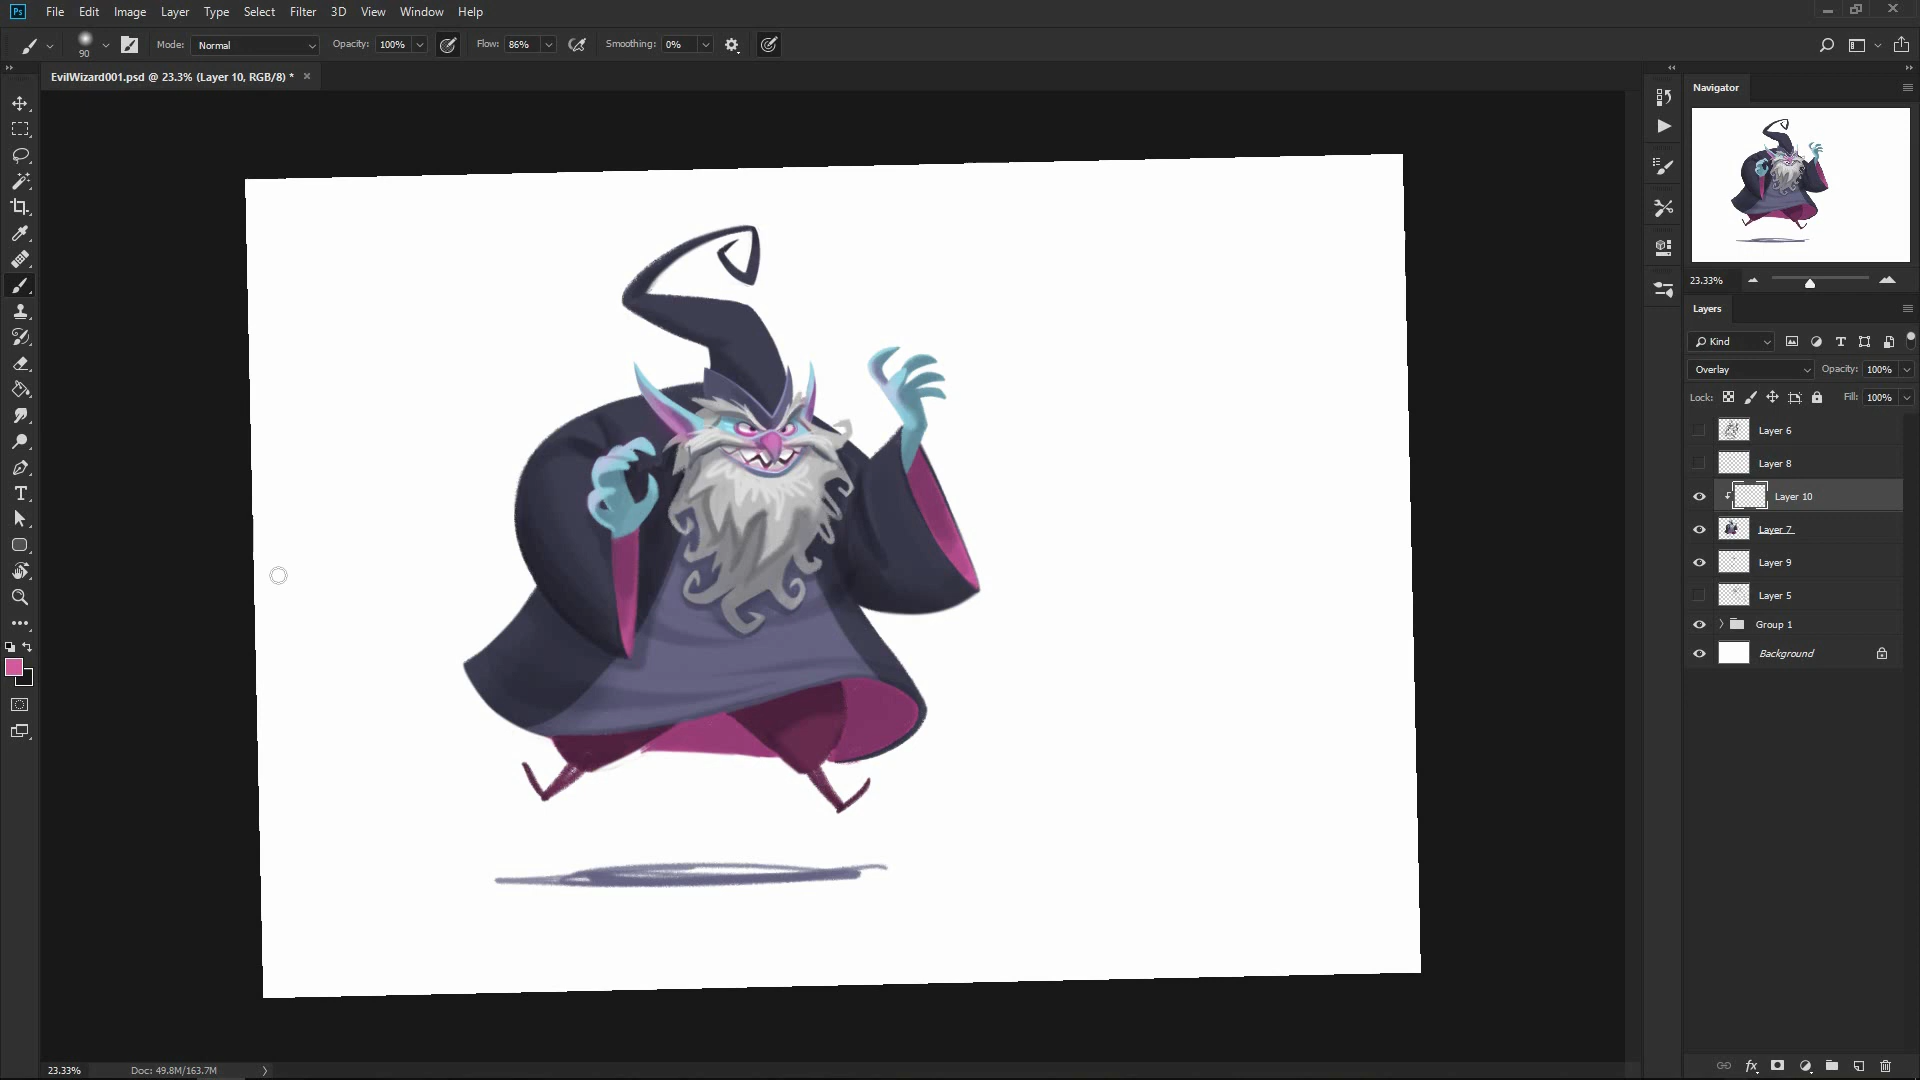 Ps File Edit Image Layer Type Select Filter 3D View Window Help
90 Mode: Normal Opacity: 100% Flow: 86% Smoothing: 0%
EvilWizard001.psd @ 23.3% (Layer 10, RGB/8) * ×
Navigator
23.33%
Layers
Kind
Overlay Opacity: 100%
Lock: Fill: 100%
Layer 6
Layer 8
Layer 10
Layer 7
Layer 9
Layer 5
Group 1
Background
23.33% Doc: 49.8M/163.7M